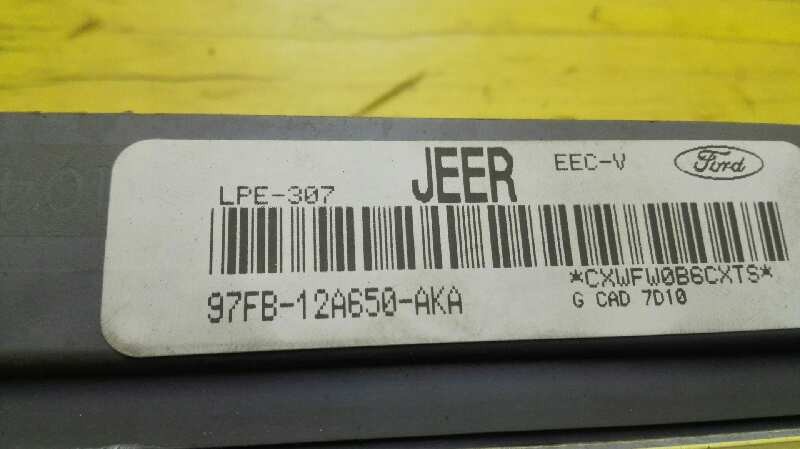 JEER EEC-V Ford
LPE-307
*CXWFW0B6CXTS*
97FB-12A650-AKA G CAD 7D10